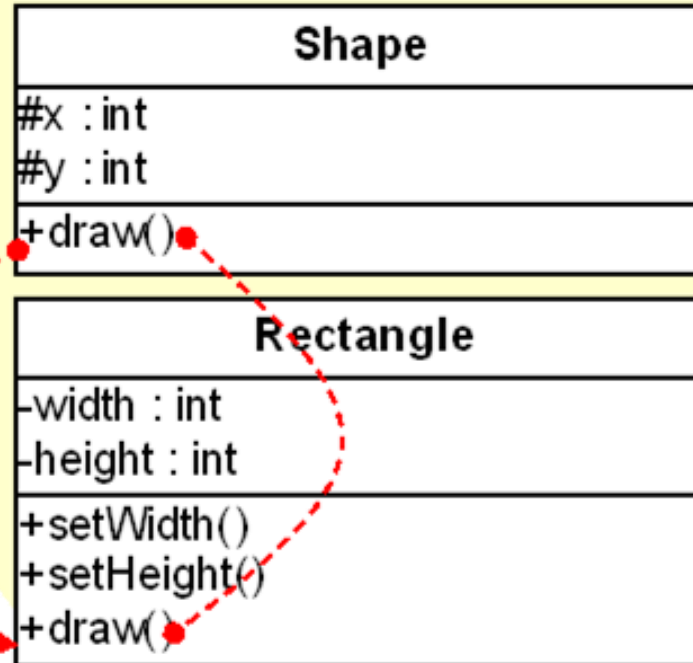 Shape
#x : int
#y : int
+draw()
Rectangle
-width : int
-height : int
+setWidth()
+setHeight()
+draw()